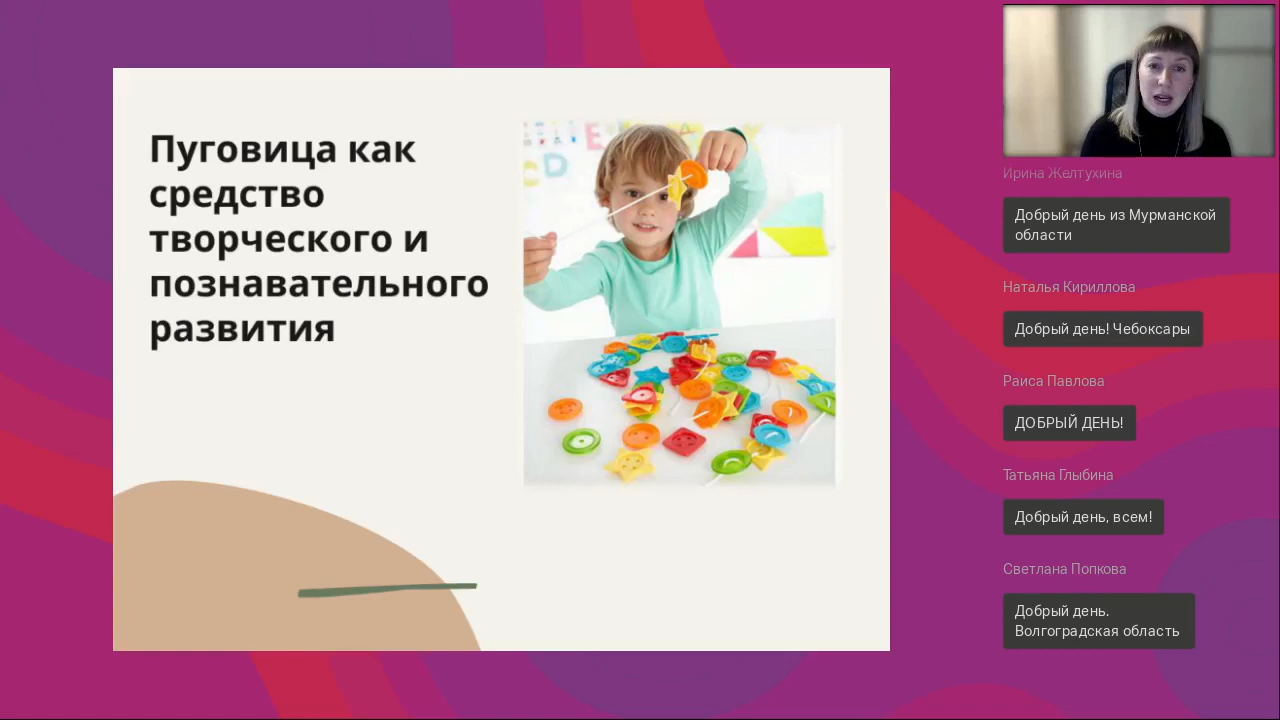 Пуговица как
средство
творческого и
познавательного
развития
Ирина Желтухина
Добрый день из Мурманской
области
Наталья Кириллова
Добрый день! Чебоксары
Раиса Павлова
ДОБРЫЙ ДЕНЬ!
Татьяна Глыбина
Добрый день, всем!
Светлана Попкова
Добрый день.
Волгоградская область